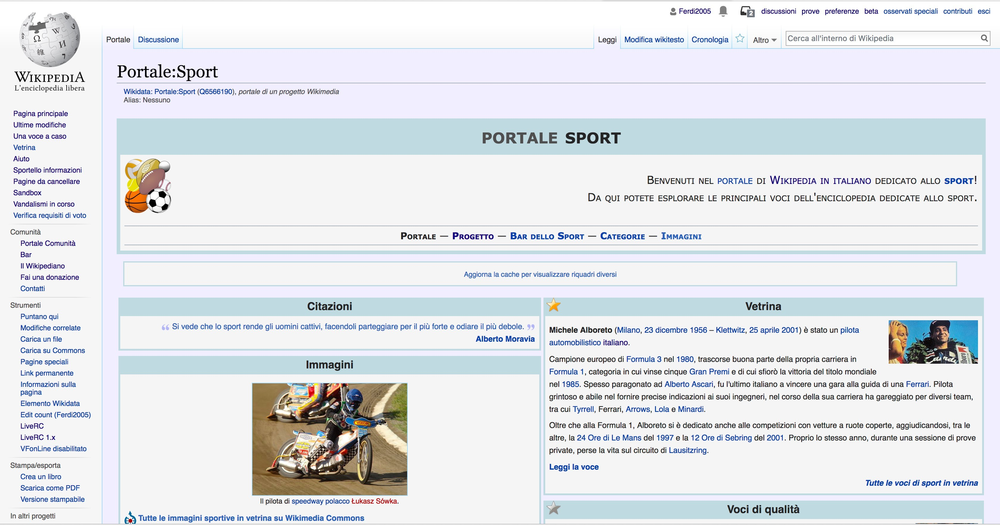 Ferdi2005 2 discussioni prove preferenze beta osservati speciali contributi esci
Portale Discussione Leggi Modifica wikitesto Cronologia Altro Cerca all'interno di Wikipedia
WIKIPEDIA
L'enciclopedia libera
Pagina principale
Ultime modifiche
Una voce a caso
Vetrina
Aiuto
Sportello informazioni
Pagine da cancellare
Sandbox
Vandalismi in corso
Verifica requisiti di voto
Comunità
Portale Comunità
Bar
Il Wikipediano
Fai una donazione
Contatti
Strumenti
Puntano qui
Modifiche correlate
Carica un file
Carica su Commons
Pagine speciali
Link permanente
Informazioni sulla
pagina
Elemento Wikidata
Edit count (Ferdi2005)
LiveRC
LiveRC 1.x
VFonLine disabilitato
Stampa/esporta
Crea un libro
Scarica come PDF
Versione stampabile
In altri progetti
Portale:Sport
Wikidata: Portale:Sport (Q6566190), portale di un progetto Wikimedia
Alias: Nessuno
PORTALE SPORT
Benvenuti nel portale di Wikipedia in italiano dedicato allo sport!
Da qui potete esplorare le principali voci dell'enciclopedia dedicate allo sport.
Portale — Progetto — Bar dello Sport — Categorie — Immagini
Aggiorna la cache per visualizzare riquadri diversi
Citazioni
“ Si vede che lo sport rende gli uomini cattivi, facendoli parteggiare per il più forte e odiare il più debole. ”
Alberto Moravia
Immagini
VIXON
Il pilota di speedway polacco Łukasz Sówka.
Tutte le immagini sportive in vetrina su Wikimedia Commons
Vetrina
Michele Alboreto (Milano, 23 dicembre 1956 – Klettwitz, 25 aprile 2001) è stato un pilota
automobilistico italiano.
Campione europeo di Formula 3 nel 1980, trascorse buona parte della propria carriera in
Formula 1, categoria in cui vinse cinque Gran Premi e di cui sfiorò la vittoria del titolo mondiale
nel 1985. Spesso paragonato ad Alberto Ascari, fu l'ultimo italiano a vincere una gara alla guida di una Ferrari. Pilota
grintoso e abile nel fornire precise indicazioni ai suoi ingegneri, nel corso della sua carriera ha gareggiato per diversi team,
tra cui Tyrrell, Ferrari, Arrows, Lola e Minardi.
Oltre che alla Formula 1, Alboreto si è dedicato anche alle competizioni con vetture a ruote coperte, aggiudicandosi, tra le
altre, la 24 Ore di Le Mans del 1997 e la 12 Ore di Sebring del 2001. Proprio lo stesso anno, durante una sessione di prove
private, perse la vita sul circuito di Lausitzring.
Leggi la voce
Tutte le voci di sport in vetrina
Voci di qualità